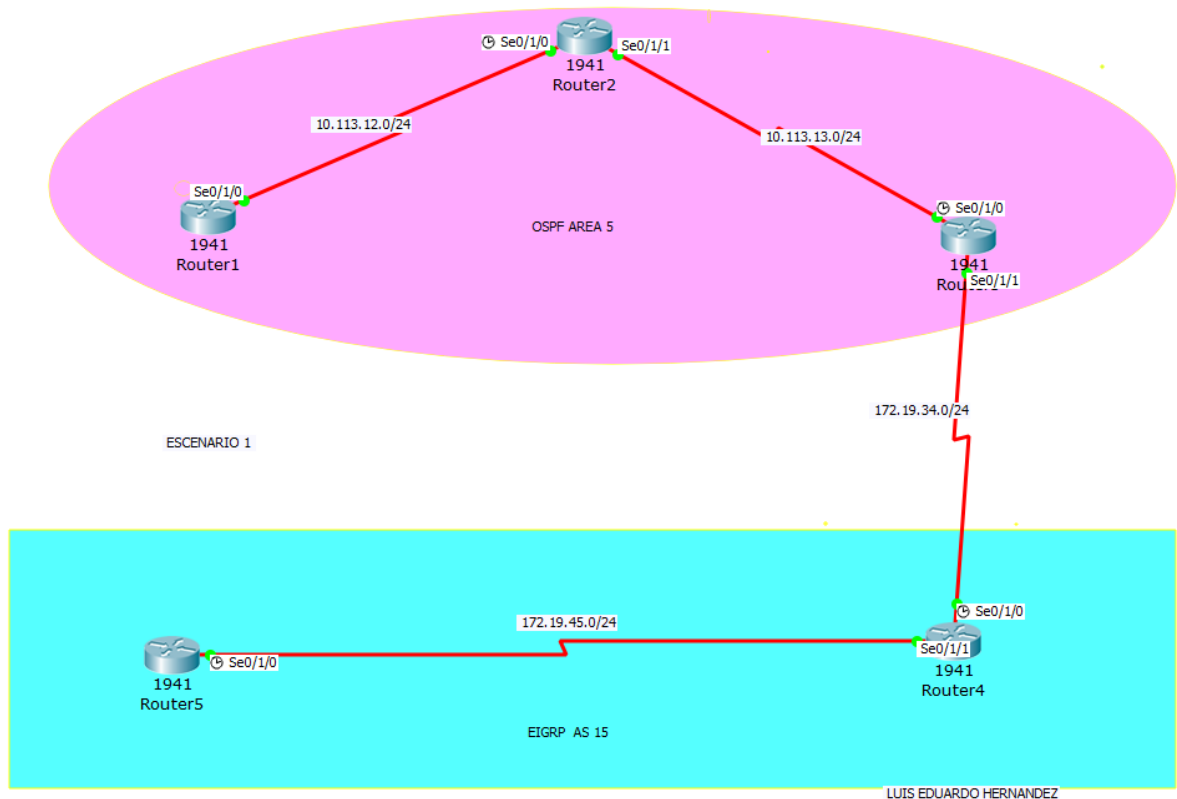 Se0/1/0
Se0/1/1
1941
Router2
10.113.12.0/24
10.113.13.0/24
Se0/1/0
1941
Router1
OSPF AREA 5
Se0/1/0
1941
Se0/1/1
172.19.34.0/24
ESCENARIO 1
Se0/1/0
172.19.45.0/24
Se0/1/0
1941
Router5
Se0/1/1
1941
Router4
EIGRP AS 15
LUIS EDUARDO HERNANDEZ